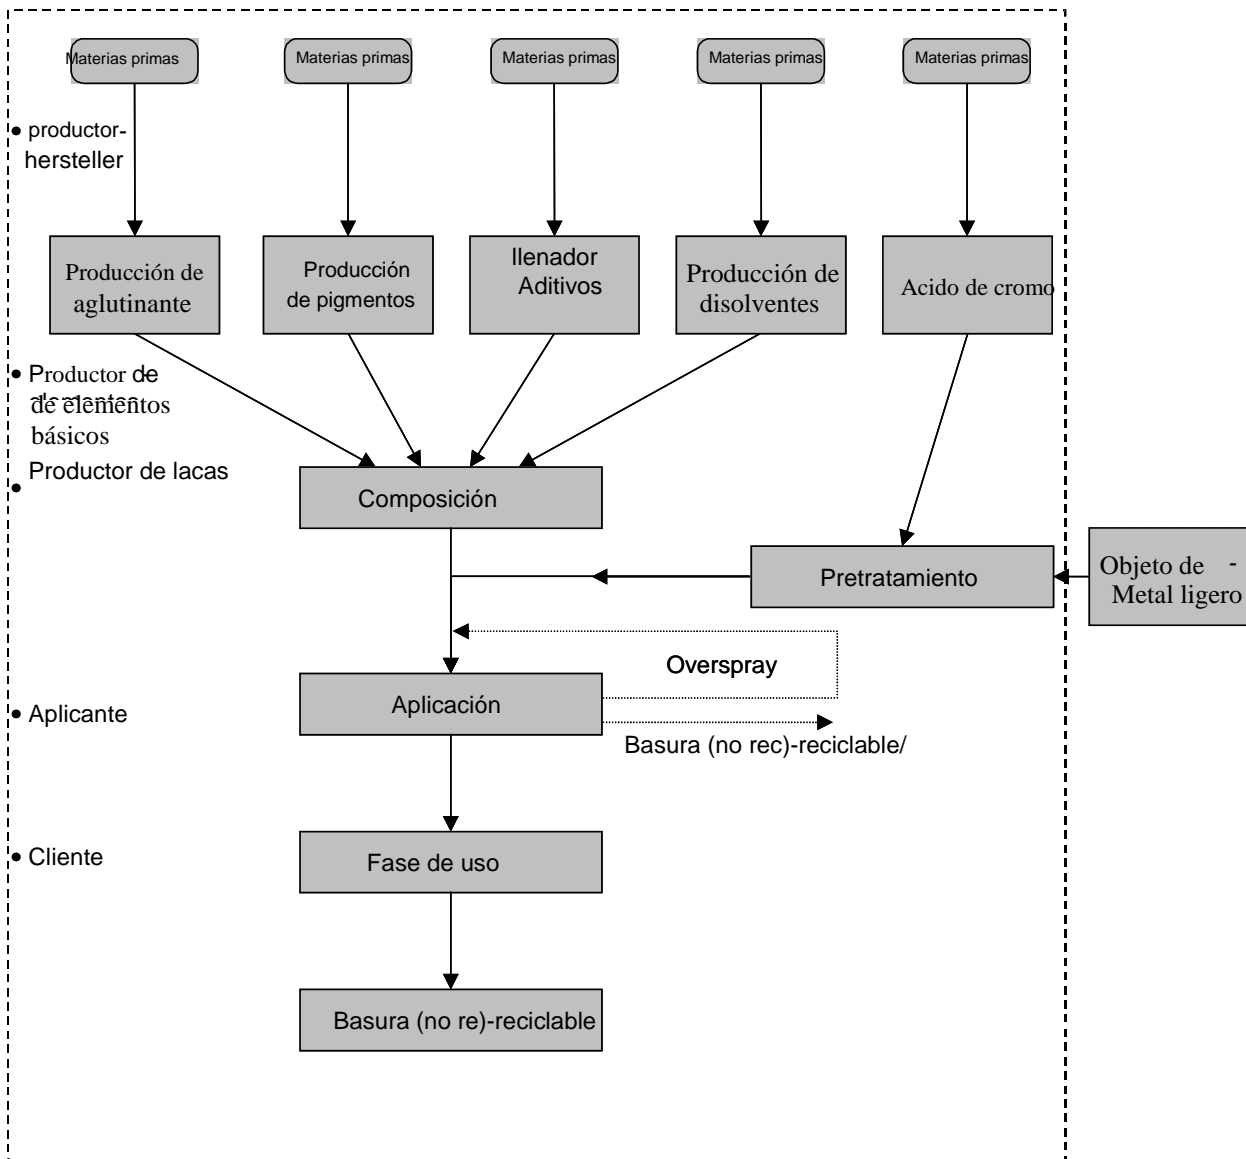 Materias primas
Materias primas
Materias primas
Materias primas
Materias primas
• productor-
hersteller
Producción de
aglutinante
Producción
de pigmentos
llenador
Aditivos
Producción de
disolventes
Acido de cromo
• Productor de
de elementos
básicos
• Productor de lacas
Composición
Pretratamiento
Objeto de -
Metal ligero
Overspray
• Aplicante
Aplicación
Basura (no rec)-reciclable/
• Cliente
Fase de uso
Basura (no re)-reciclable